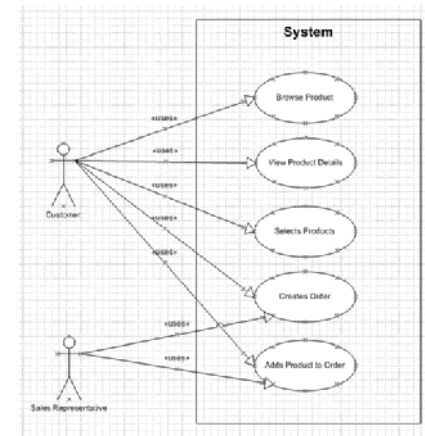 System
Browse Product
«uses»
«uses»
View Product Details
«uses»
Customer
«uses»
Selects Products
«uses»
Creates Order
«uses»
«uses»
Adds Product to Order
Sales Representative